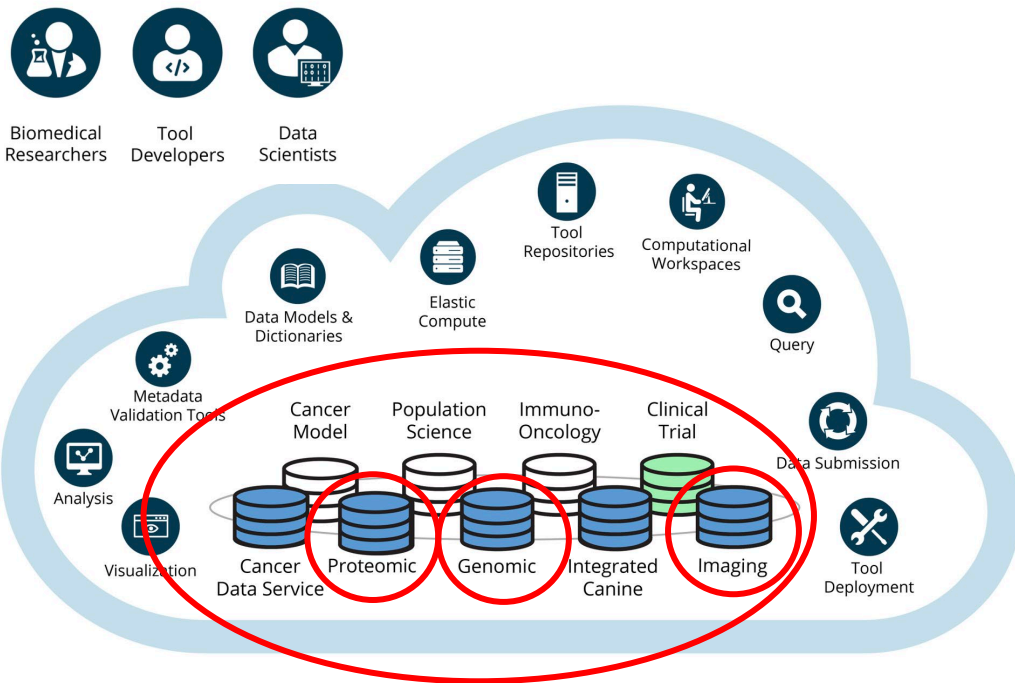 Biomedical
Researchers
Tool
Developers
Data
Scientists
Tool
Repositories
Computational
Workspaces
Elastic
Compute
Data Models &
Dictionaries
Query
Metadata
Validation Tools
Cancer
Model
Population
Science
Immuno-
Oncology
Clinical
Trial
Data Submission
Analysis
Visualization
Cancer
Data Service
Proteomic
Genomic
Integrated
Canine
Imaging
Tool
Deployment